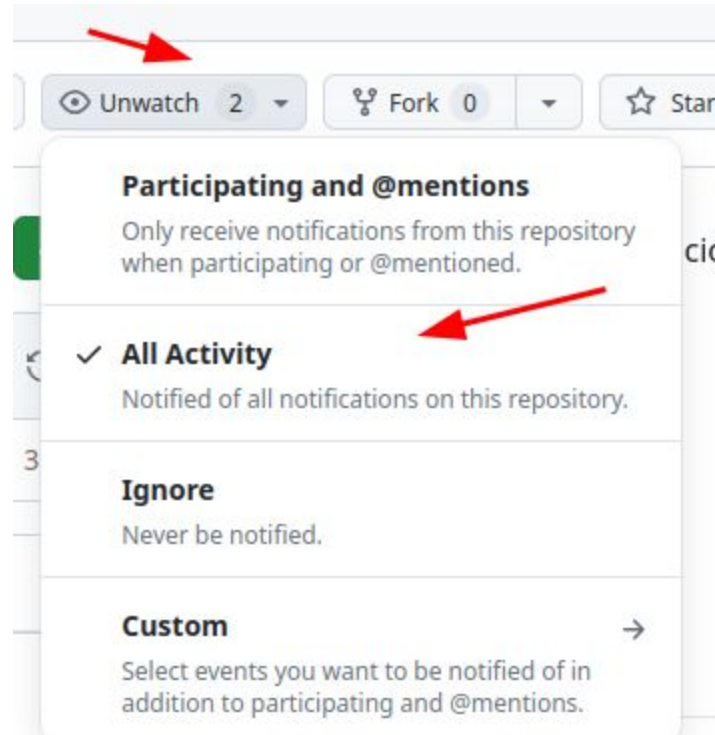 Unwatch 2
Fork 0
Star
Participating and @mentions
Only receive notifications from this repository
when participating or @mentioned.
All Activity
Notified of all notifications on this repository.
3
Ignore
Never be notified.
Custom
Select events you want to be notified of in
addition to participating and @mentions.